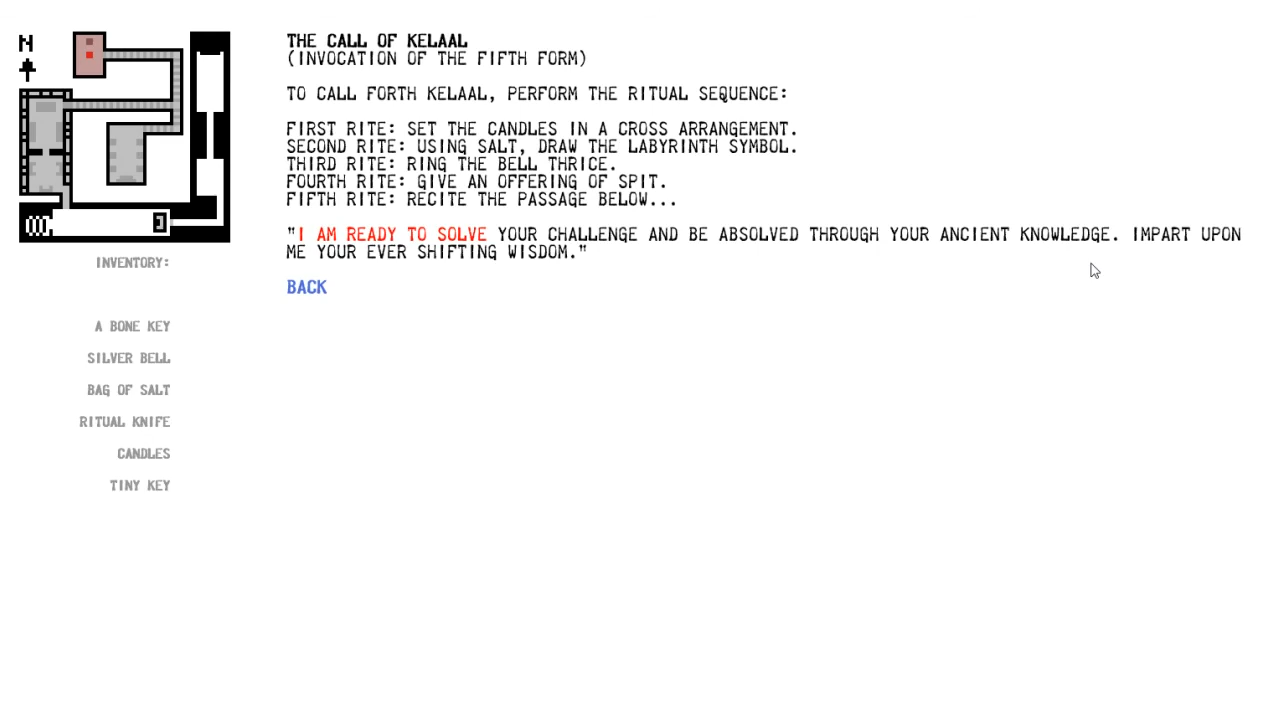 N
THE CALL OF KELAAL
(INVOCATION OF THE FIFTH FORM)
TO CALL FORTH KELAAL, PERFORM THE RITUAL SEQUENCE:
FIRST RITE: SET THE CANDLES IN A CROSS ARRANGEMENT.
SECOND RITE: USING SALT, DRAW THE LABYRINTH SYMBOL.
THIRD RITE: RING THE BELL THRICE.
FOURTH RITE: GIVE AN OFFERING OF SPIT.
FIFTH RITE: RECITE THE PASSAGE BELOW...
"I AM READY TO SOLVE YOUR CHALLENGE AND BE ABSOLVED THROUGH YOUR ANCIENT KNOWLEDGE. IMPART UPON
ME YOUR EVER SHIFTING WISDOM."
BACK
INVENTORY:
A BONE KEY
SILVER BELL
BAG OF SALT
RITUAL KNIFE
CANDLES
TINY KEY